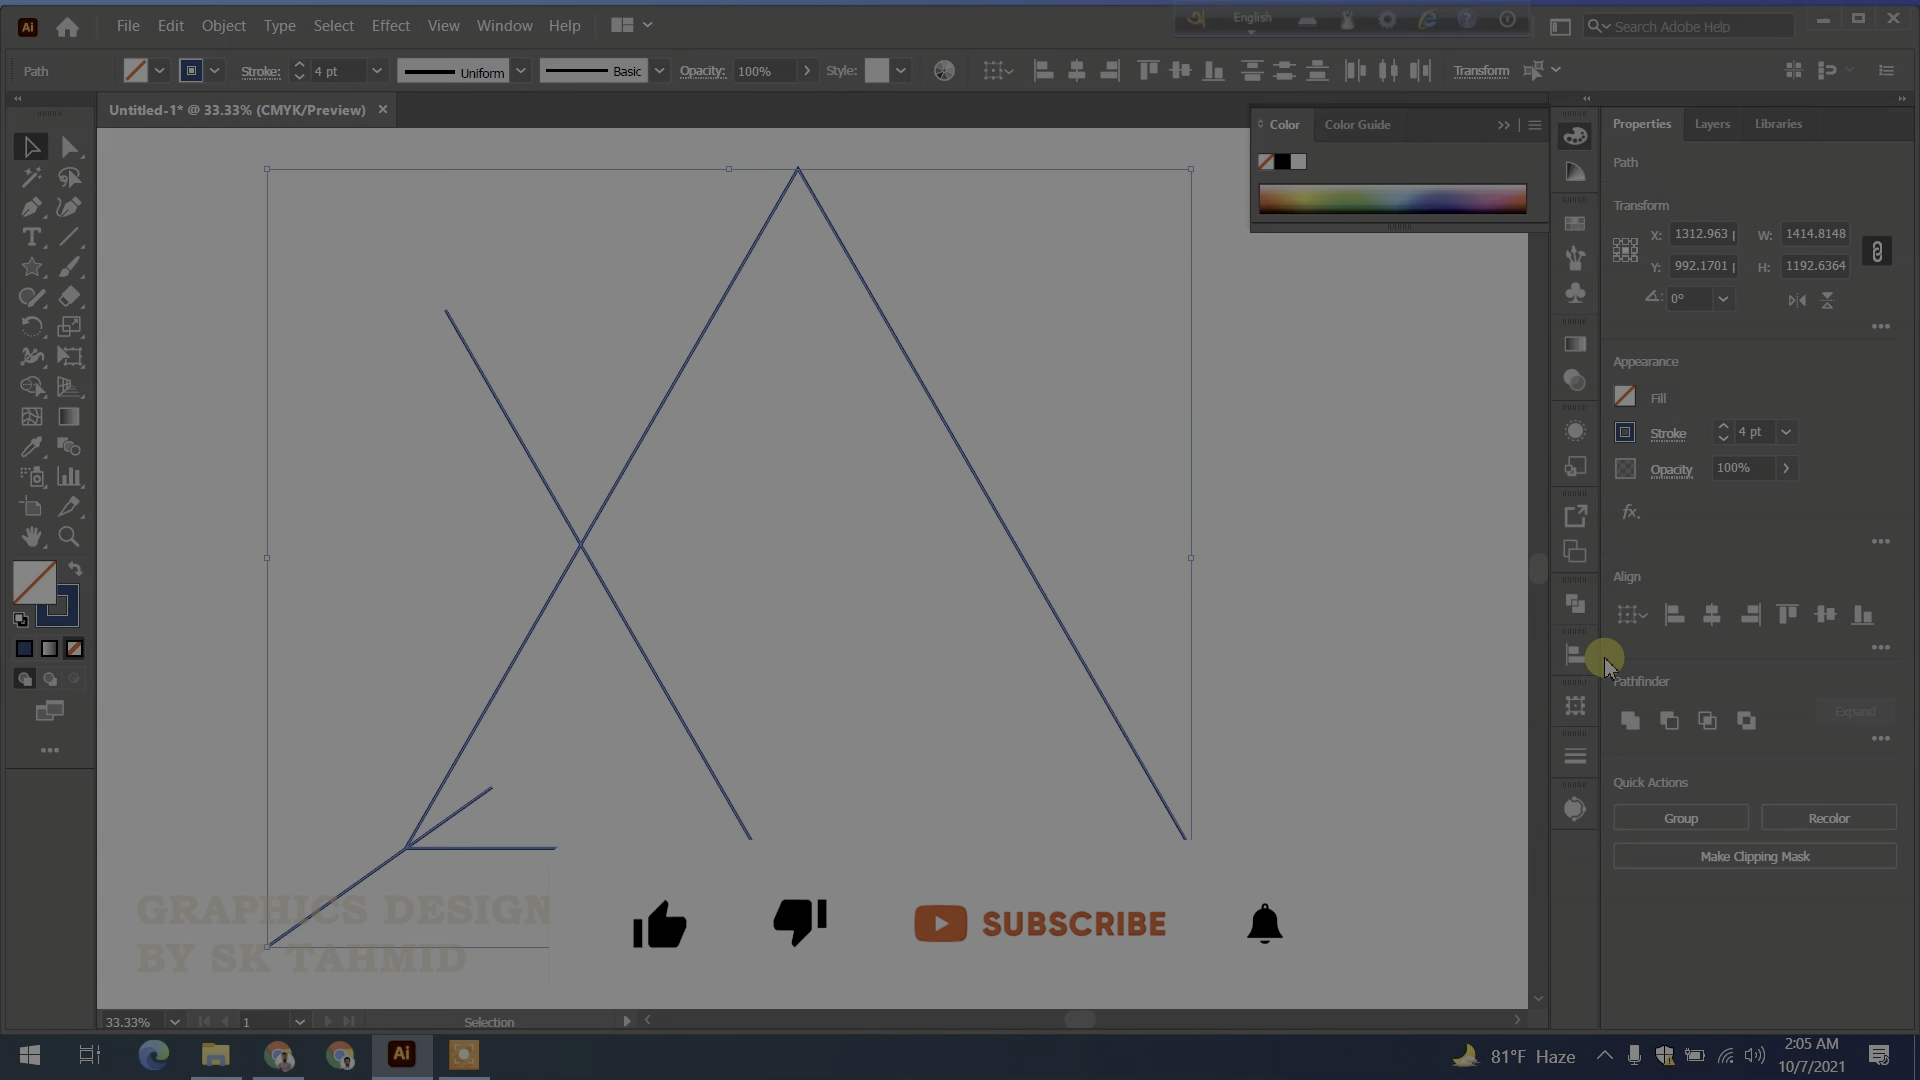 Ai File Edit Object Type Select Effect View Window Help English Search Adobe Help
Path Stroke: 4 pt Uniform Basic Opacity: 100% Style: Transform
Untitled-1* @ 33.33% (CMYK/Preview)
Color Color Guide
Properties Layers Libraries
Path
Transform
X: 1312.963 W: 1414.8148
Y: 992.1701 H: 1192.6364
0°
Appearance
Fill
Stroke 4 pt
Opacity 100%
fx.
Align
Pathfinder
Expand
Quick Actions
Group Recolor
Make Clipping Mask
GRAPHICS DESIGN
BY SK TAHMID
SUBSCRIBE
33.33% 1 Selection
Ai 81°F Haze 2:05 AM
10/7/2021